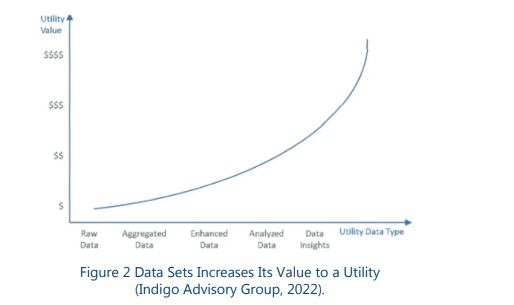 Utility
Value
$$$$
$$$
$$
$
Raw Data
Aggregated Data
Enhanced Data
Analyzed Data
Data Insights
Utility Data Type
Figure 2 Data Sets Increases Its Value to a Utility
(Indigo Advisory Group, 2022).